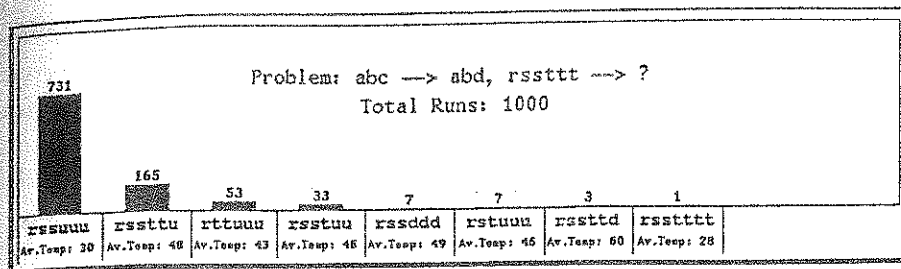 Problem: abc --> abd, rssttt --> ?
Total Runs: 1000
731
165
53
33
7
7
3
1
rssuuu
rssttu
rttuuu
rsstuu
rssddd
rstuuu
rssttd
rsstttt
Av.Temp: 30
Av.Temp: 48
Av.Temp: 43
Av.Temp: 46
Av.Temp: 49
Av.Temp: 46
Av.Temp: 60
Av.Temp: 28